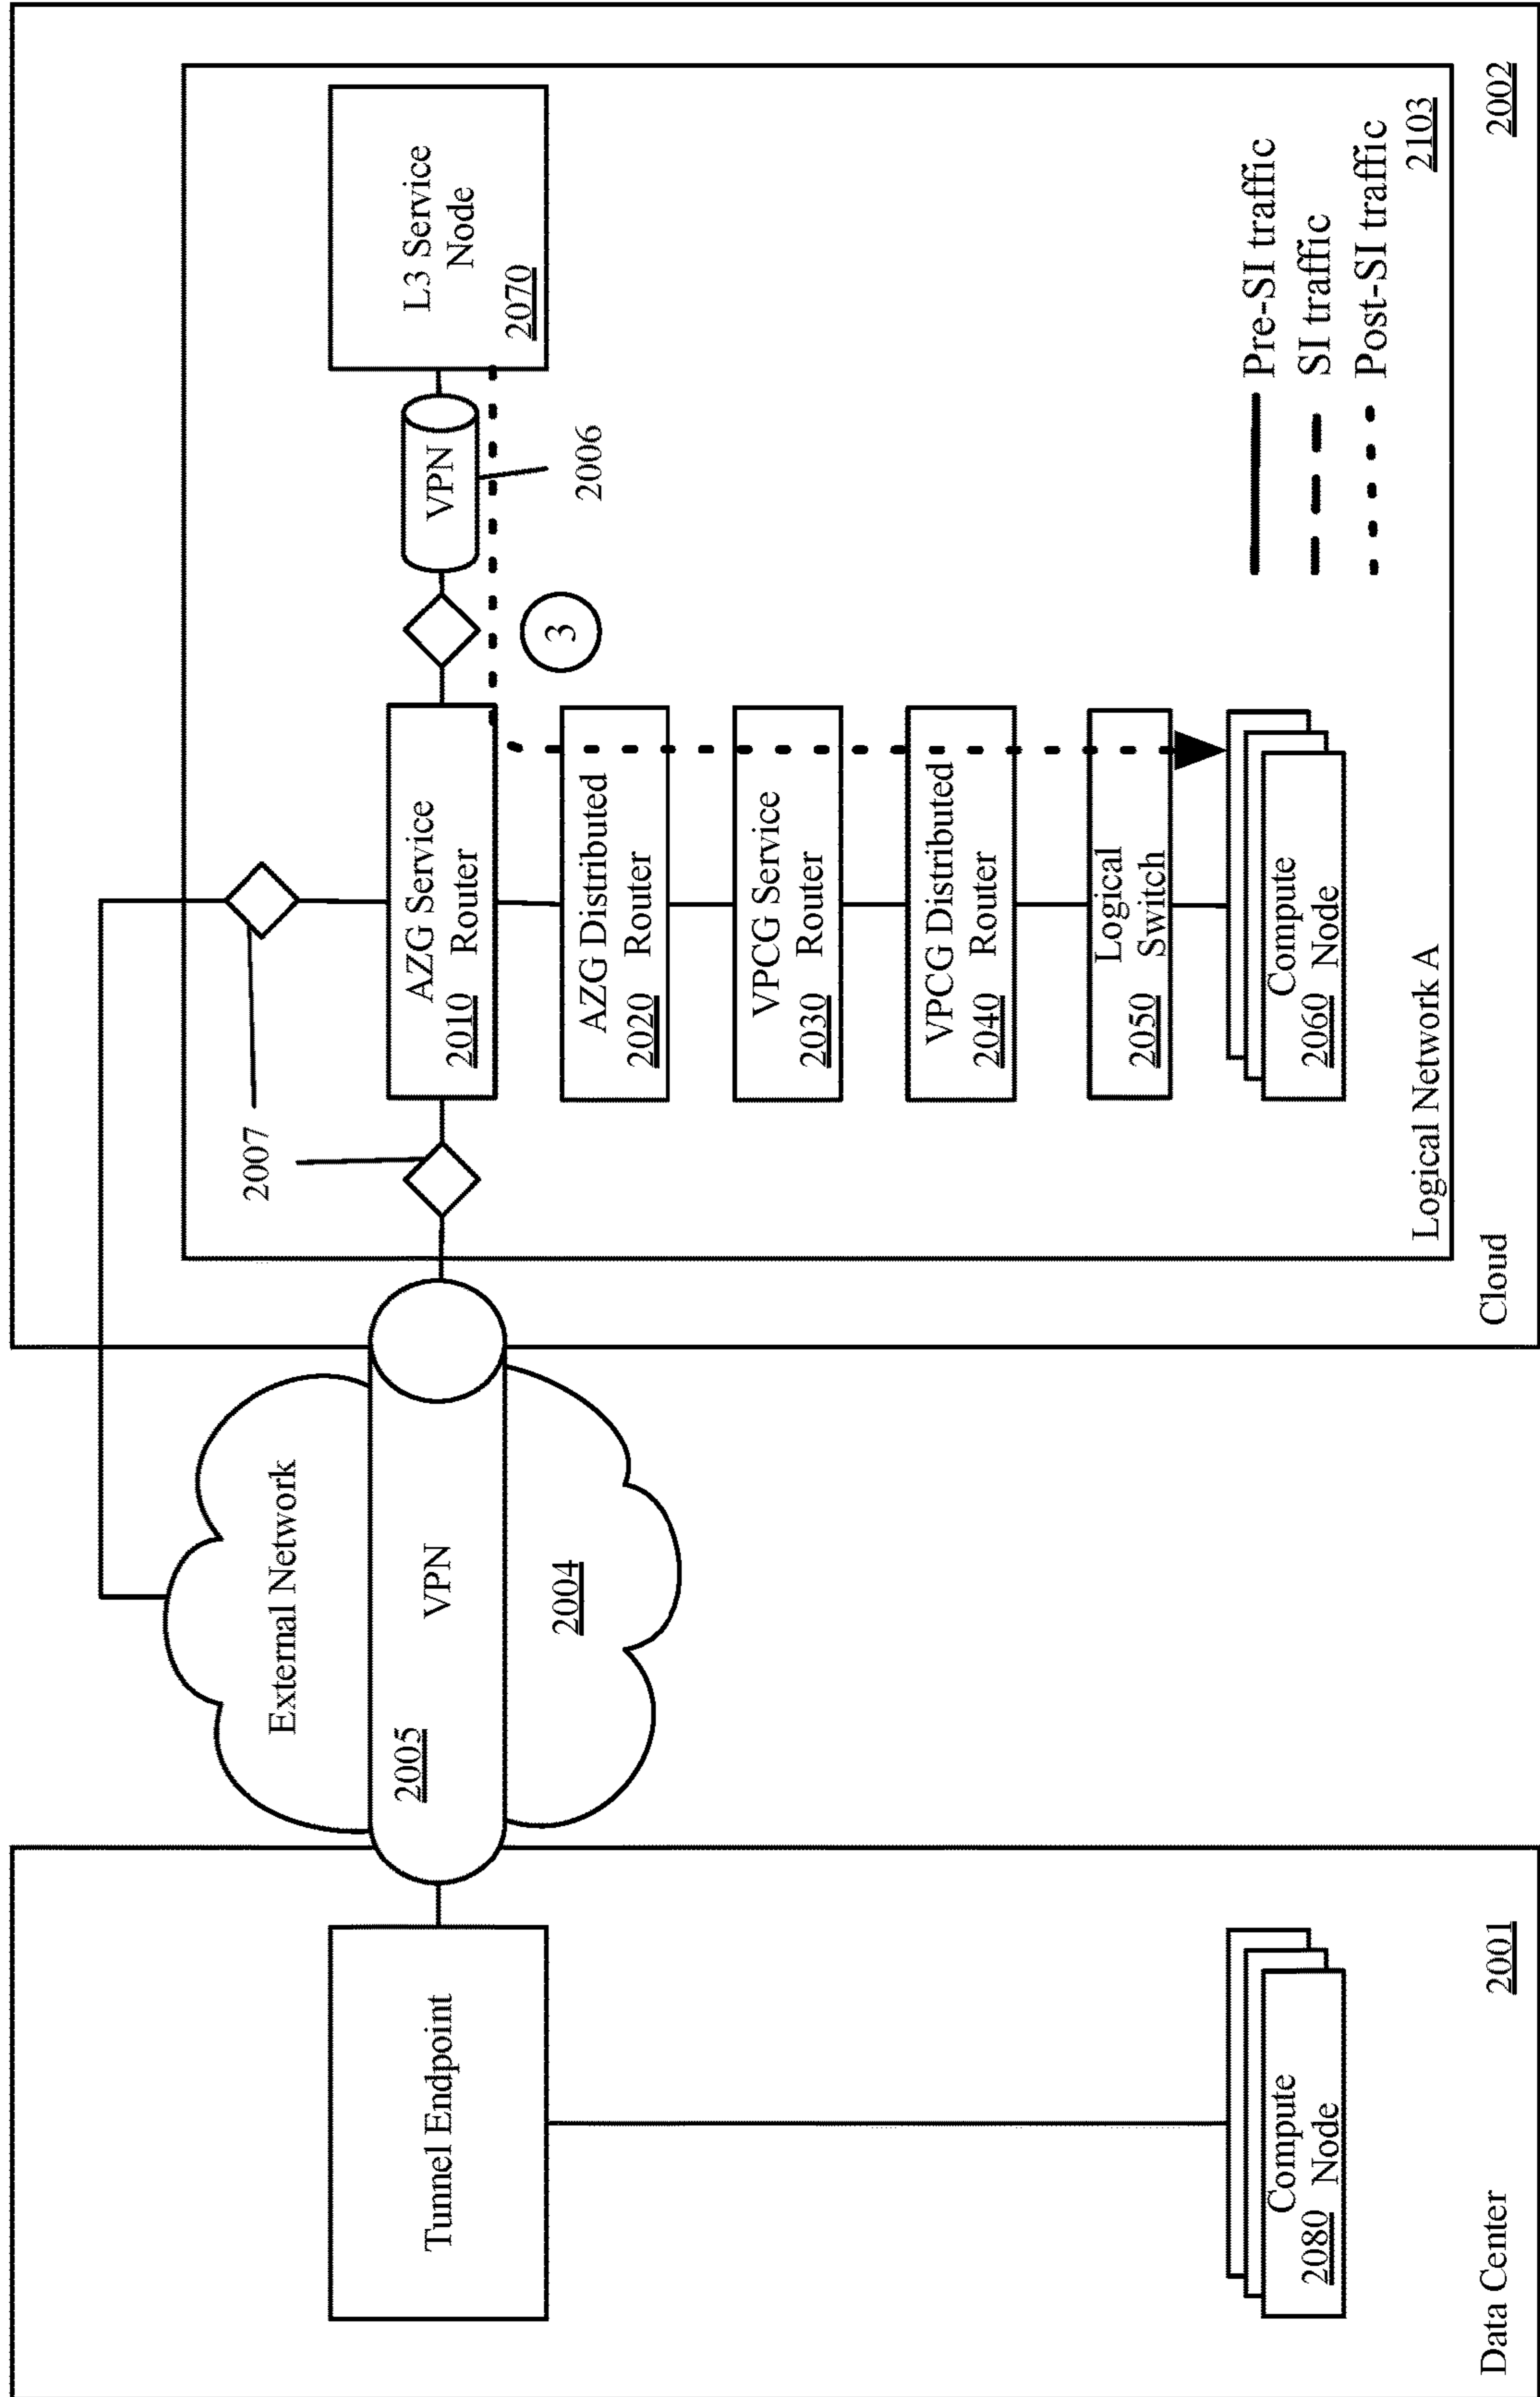 Data Center
2001
Tunnel Endpoint
Compute
Node
2080
External Network
VPN
2005
2004
Cloud
2002
Logical Network A
2103
2007
AZG Service
Router
2010
AZG Distributed
Router
2020
VPCG Service
Router
2030
VPCG Distributed
Router
2040
Logical
Switch
2050
Compute
Node
2060
3
VPN
2006
L3 Service
Node
2070
Pre-SI traffic
SI traffic
Post-SI traffic